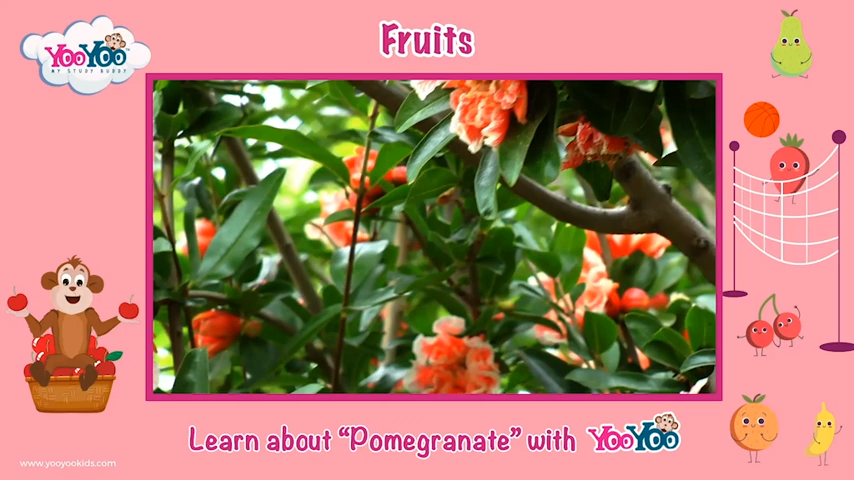 YooYoo
MY STUDY BUDDY
Fruits
Learn about “Pomegranate” with YooYoo
www.yooyookids.com